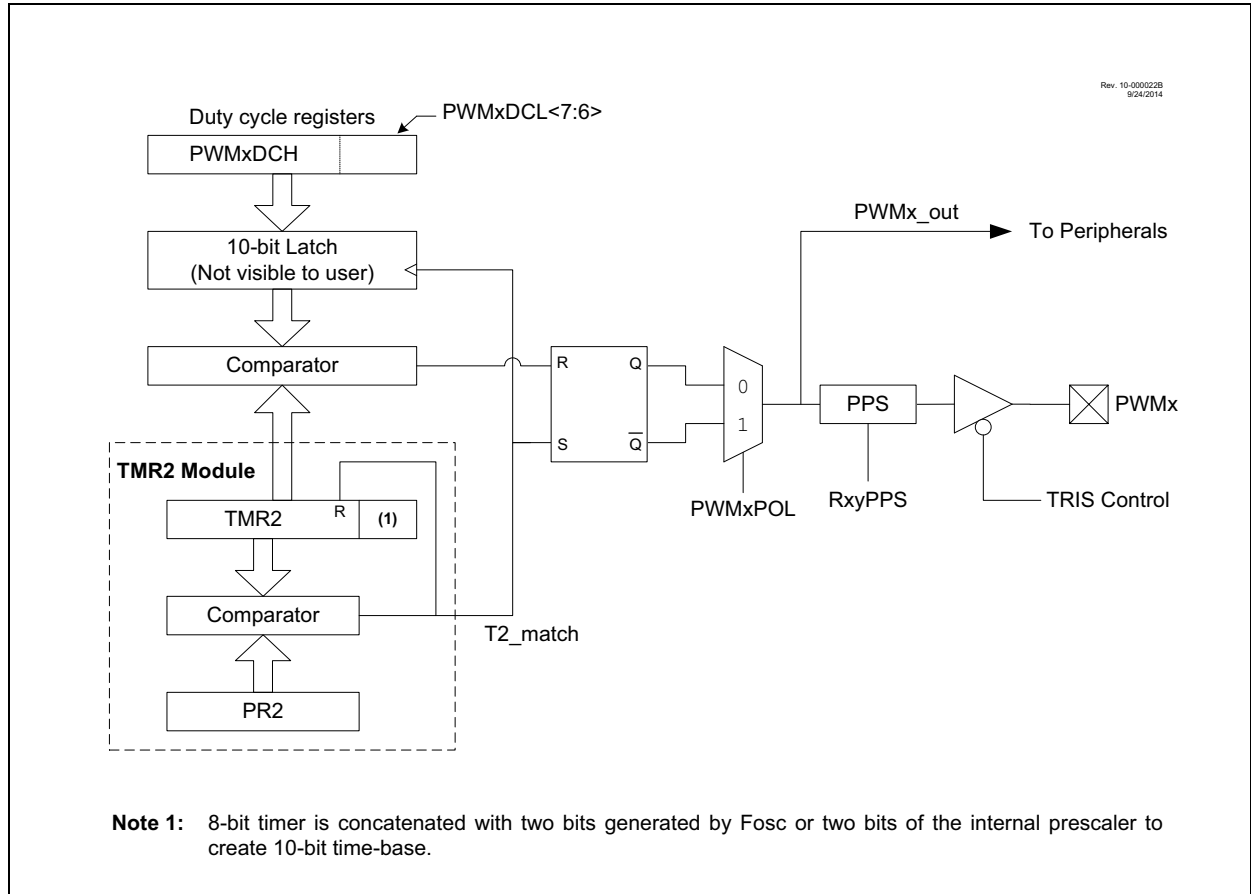 Rev. 10-000022B
9/24/2014
Duty cycle registers
PWMxDCL<7:6>
PWMxDCH
10-bit Latch
(Not visible to user)
Comparator
TMR2 Module
TMR2
R
(1)
Comparator
T2_match
PR2
R
Q
S
Q̅
0
1
PWMxPOL
PWMx_out
To Peripherals
PPS
RxyPPS
PWMx
TRIS Control
Note 1: 8-bit timer is concatenated with two bits generated by Fosc or two bits of the internal prescaler to
create 10-bit time-base.